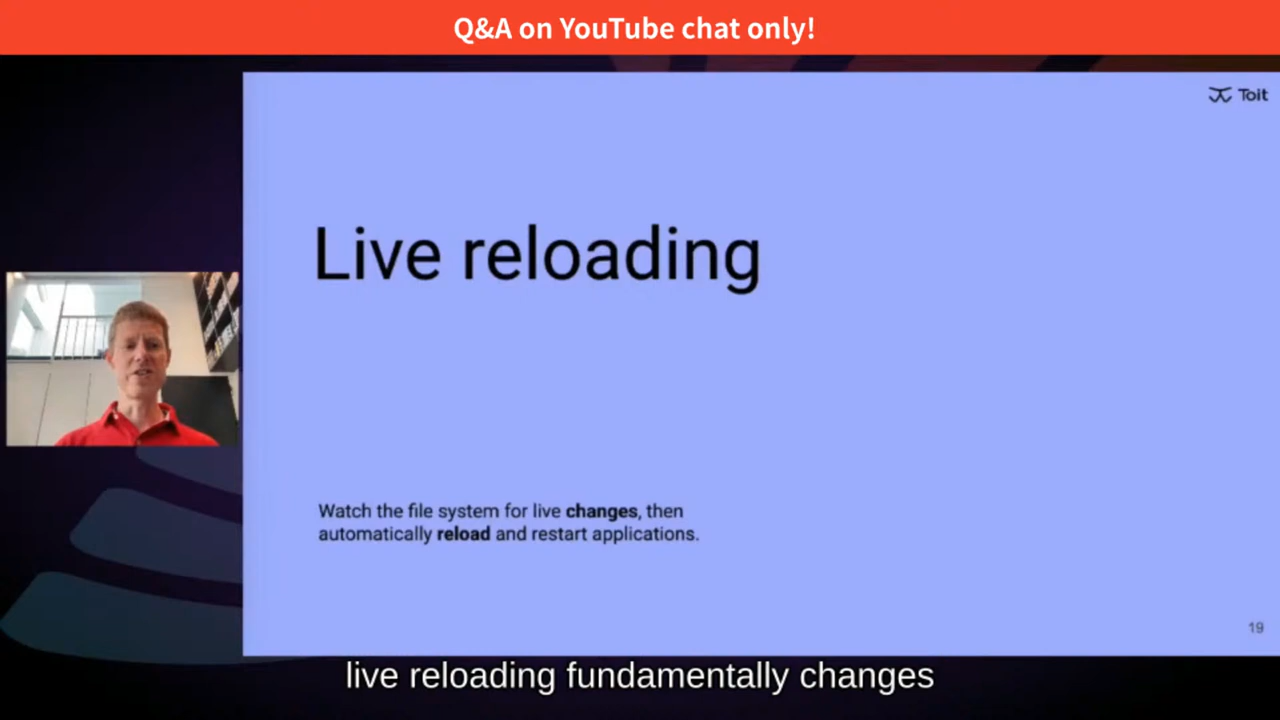 Q&A on YouTube chat only!
Toit
Live reloading
Watch the file system for live changes, then
automatically reload and restart applications.
19
live reloading fundamentally changes